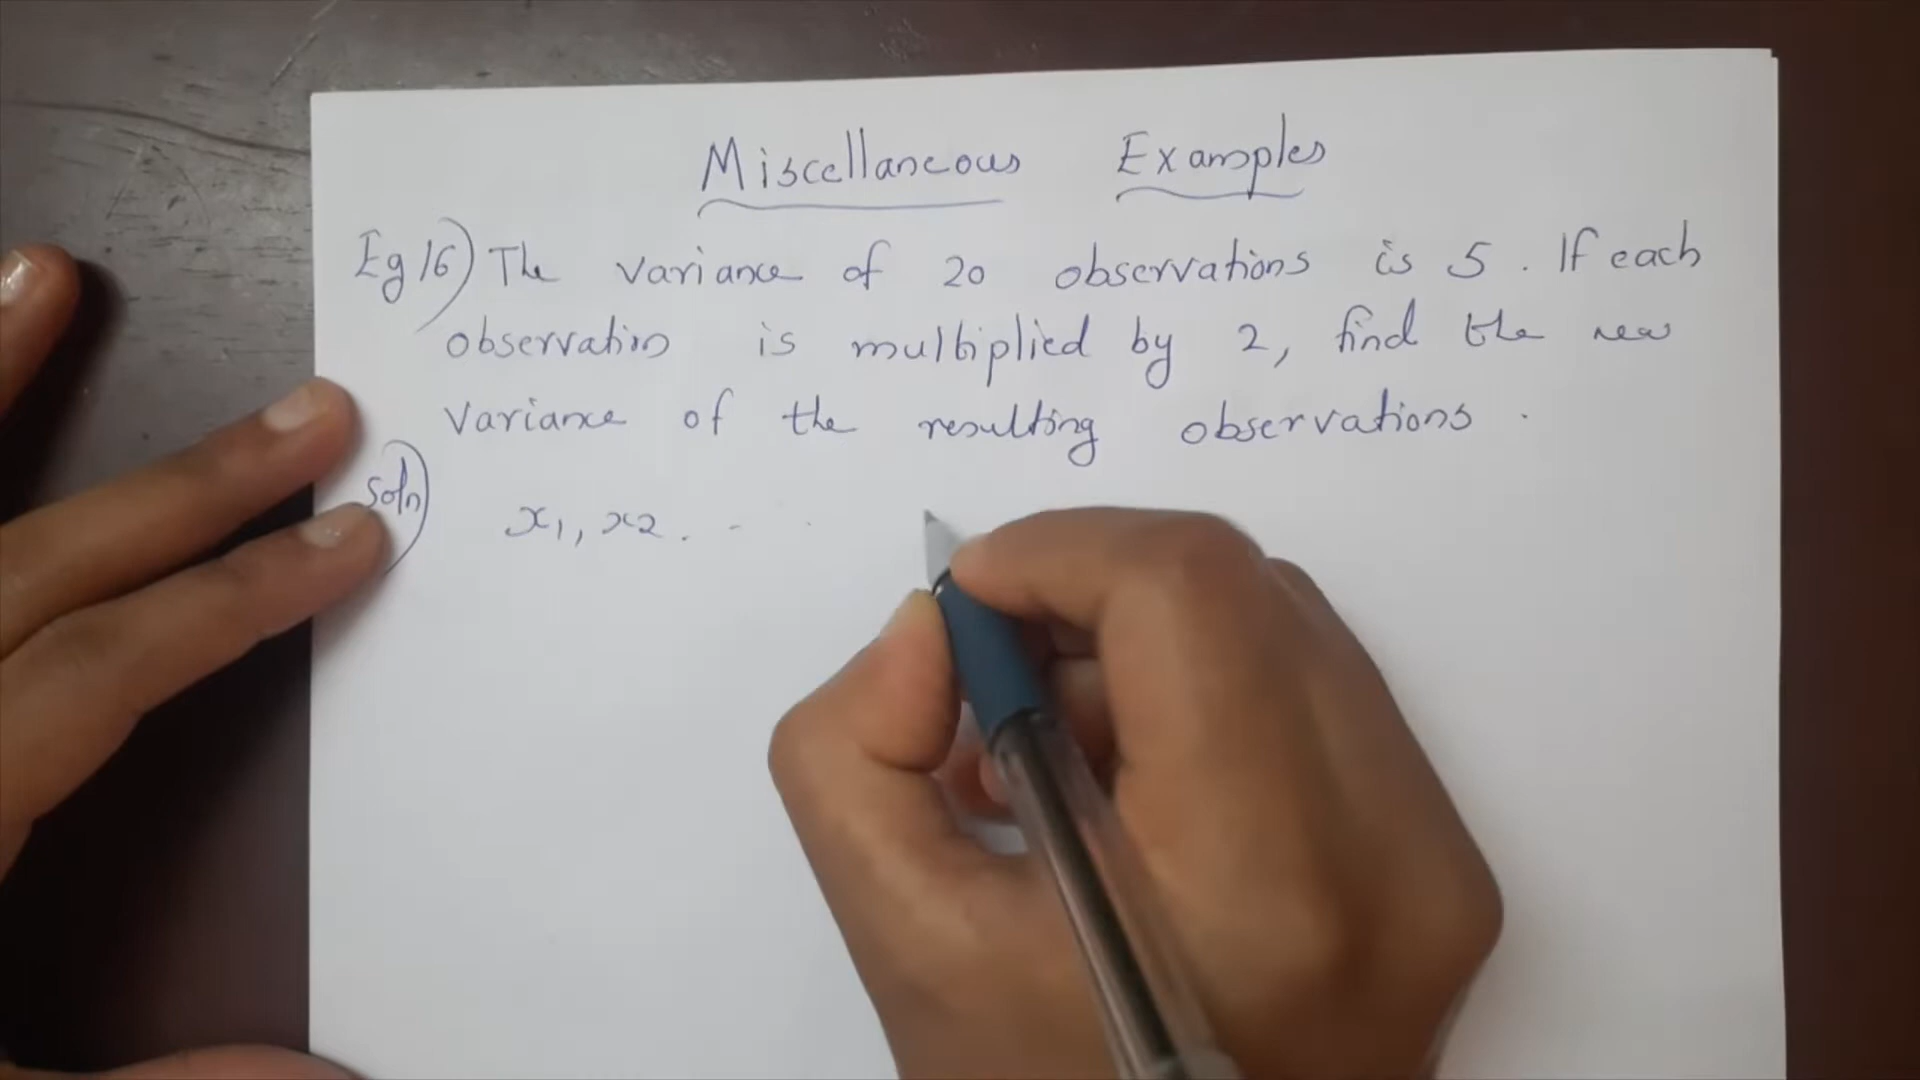 Miscellaneous Examples
Eg 16) The variance of 20 observations is 5. If each
observation is multiplied by 2, find the new
variance of the resulting observations.
Soln)
x₁, x₂. - .